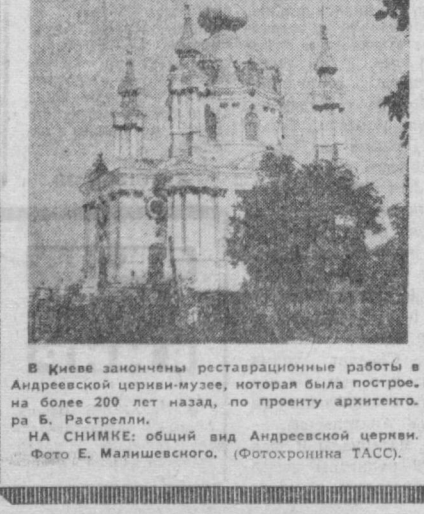 В Киеве закончены реставрационные работы в
Андреевской церкви-музее, которая была построе-
на более 200 лет назад, по проекту архитекто-
ра Б. Растрелли.
НА СНИМКЕ: общий вид Андреевской церкви.
Фото Е. Малишевского. (Фотохроника ТАСС).